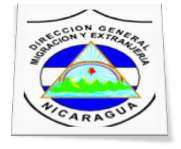 DIRECCION GENERAL
MIGRACION Y EXTRANJERIA
NICARAGUA